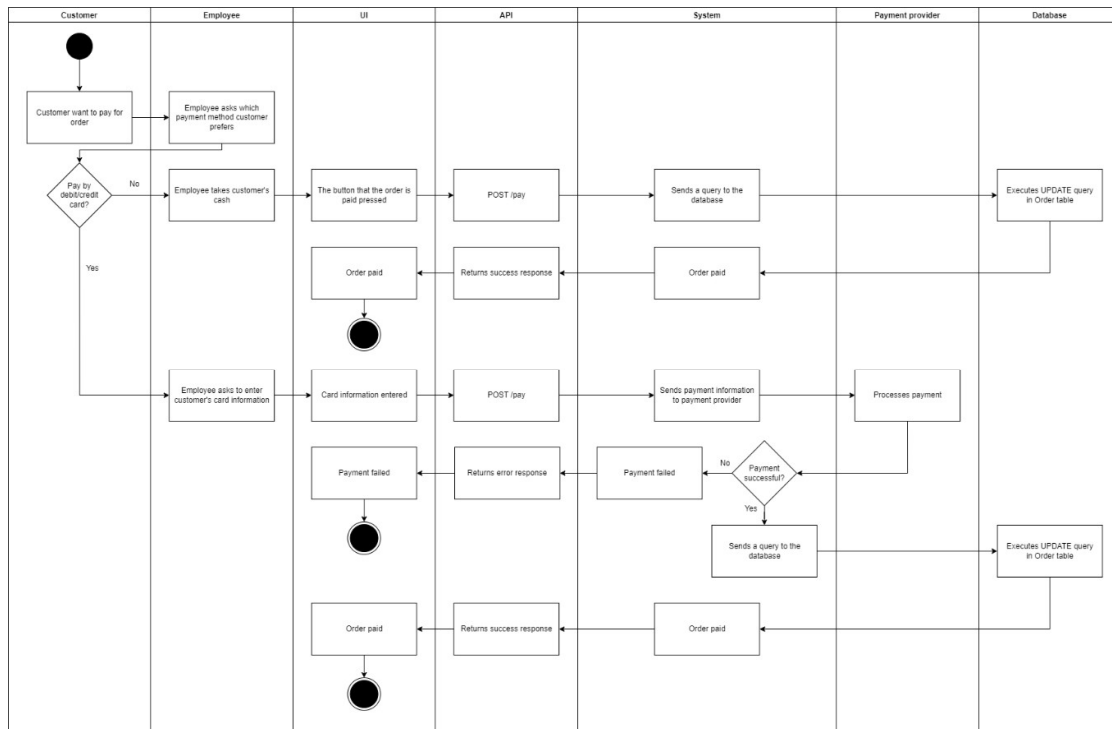 Customer
Employee
UI
API
System
Payment provider
Database
Customer want to pay for
order
Employee asks which
payment method customer
prefers
Pay by
debit/credit
card?
No
Employee takes customer's
cash
The button that the order is
paid pressed
POST /pay
Sends a query to the
database
Executes UPDATE query
in Order table
Yes
Order paid
Returns success response
Order paid
Employee asks to enter
customer's card information
Card information entered
POST /pay
Sends payment information
to payment provider
Processes payment
Payment failed
Returns error response
Payment failed
No
Payment
successful?
Yes
Sends a query to the
database
Executes UPDATE query
in Order table
Order paid
Returns success response
Order paid